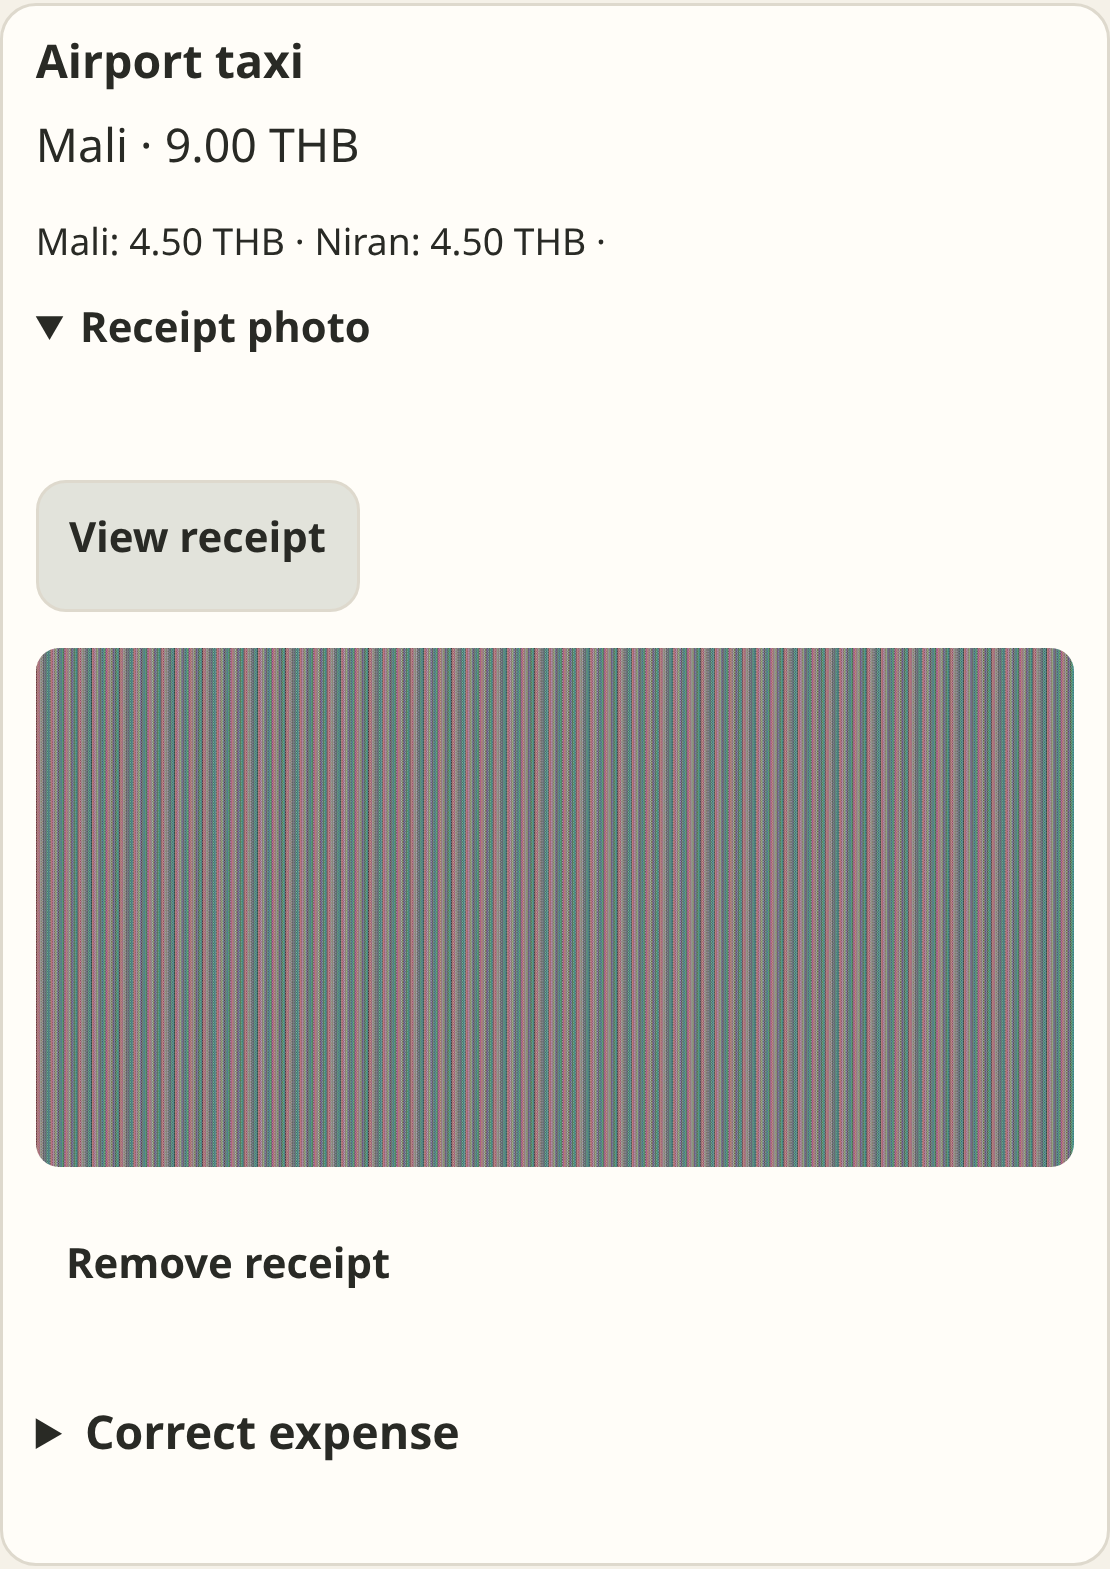 Airport taxi
Mali · 9.00 THB
Mali: 4.50 THB · Niran: 4.50 THB ·
Receipt photo
View receipt
Remove receipt
Correct expense